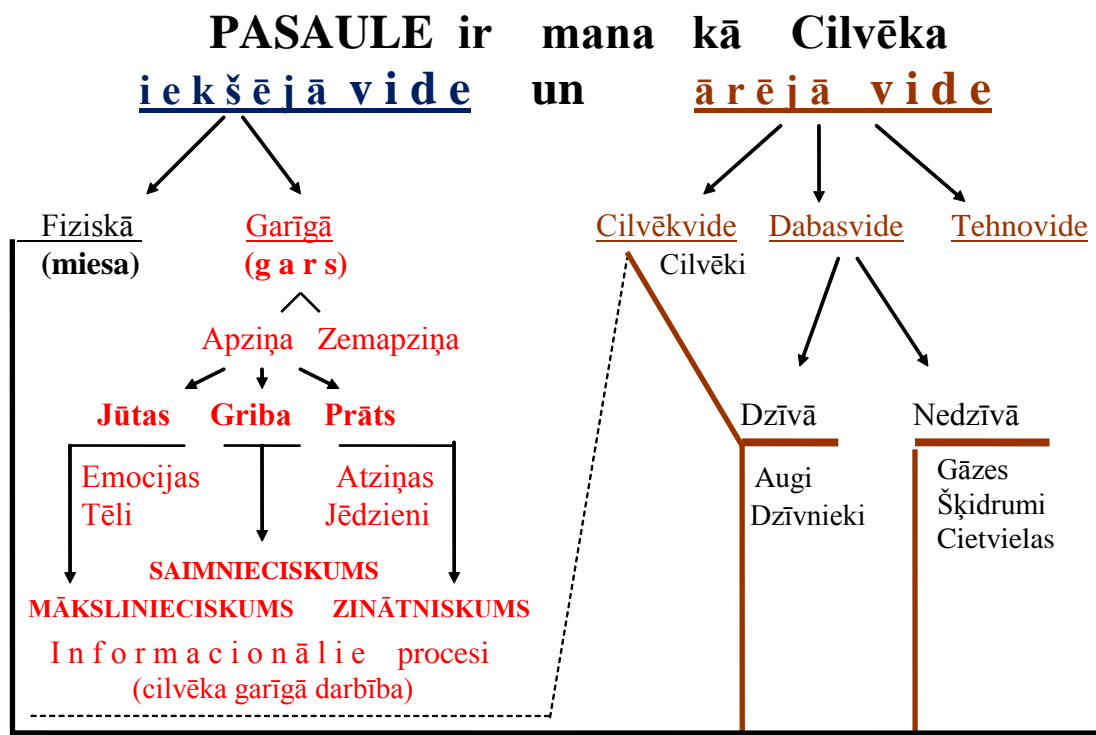 PASAULE ir mana kā Cilvēka
iekšējā vide un ārējā vide
Fiziskā Garīgā Cilvēkvide Dabasvide Tehnovide
(miesa) (gars) Cilvēki
Apziņa Zemapziņa
Jūtas Griba Prāts Dzīvā Nedzīvā
Emocijas Atziņas Augi Gāzes
Tēli Jēdzieni Dzīvnieki Šķidrumi
Cietvielas
SAIMNIECISKUMS
MĀKSLINIECISKUMS ZINĀTNISKUMS
Informacionālie procesi
(cilvēka garīgā darbība)